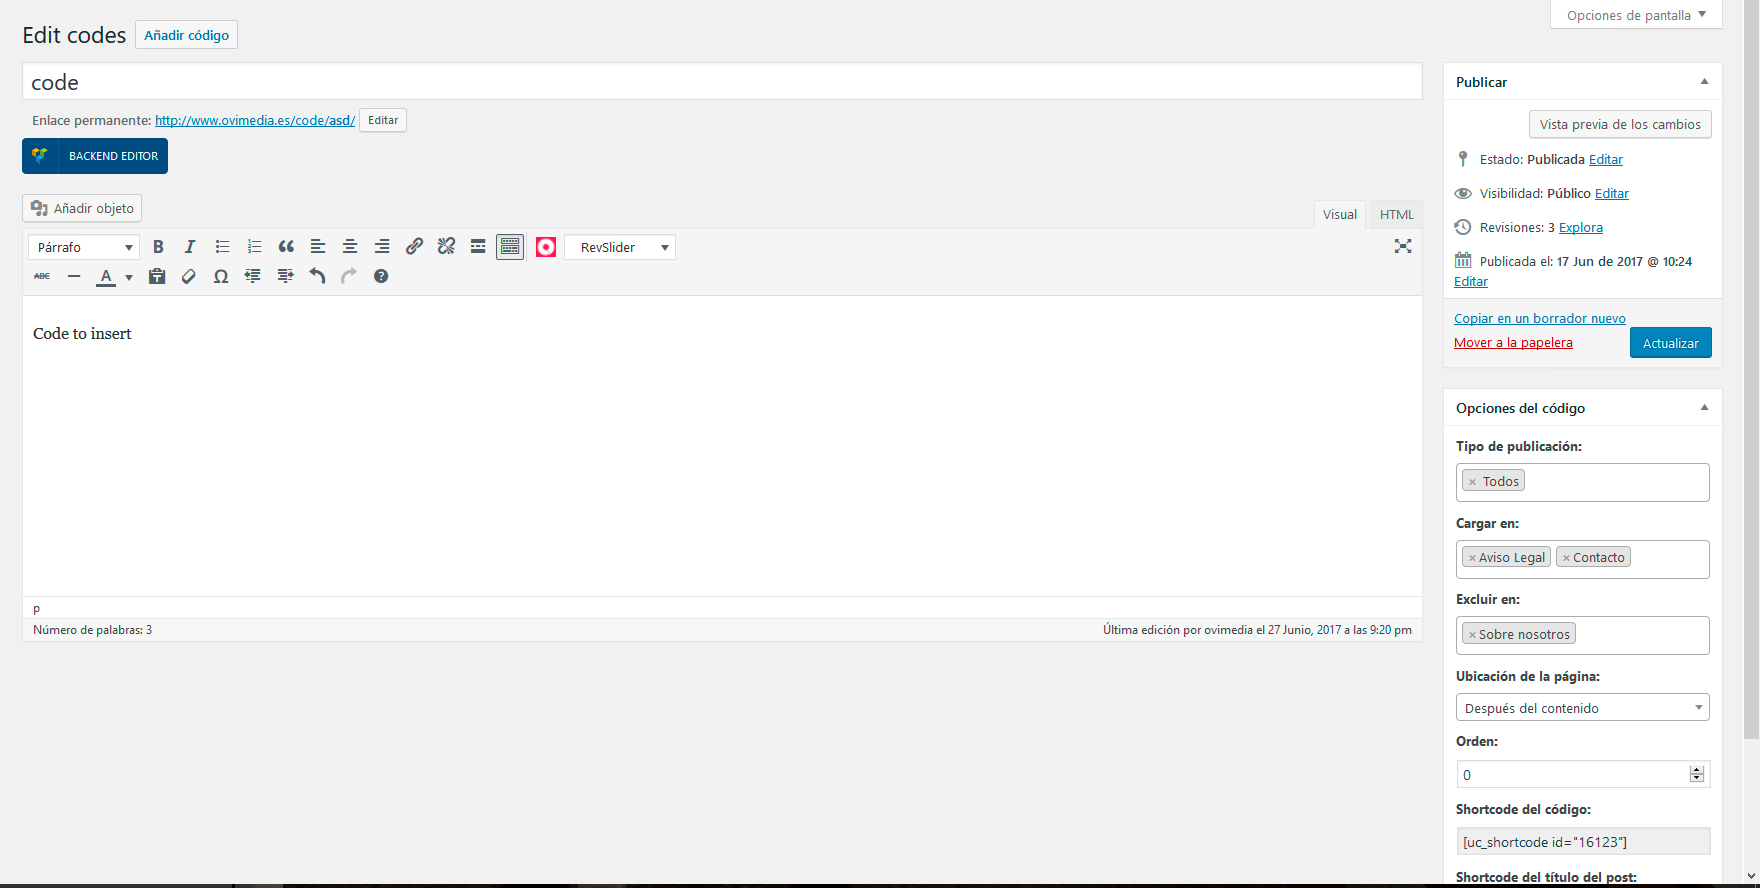 Opciones de pantalla
Edit codes
Añadir código
code
Enlace permanente: http://www.ovimedia.es/code/asd/ Editar
BACKEND EDITOR
Añadir objeto
Visual HTML
Párrafo B I RevSlider
ABC A
Code to insert
p
Número de palabras: 3
Última edición por ovimedia el 27 Junio, 2017 a las 9:20 pm
Publicar
Vista previa de los cambios
Estado: Publicada Editar
Visibilidad: Público Editar
Revisiones: 3 Explora
Publicada el: 17 Jun de 2017 @ 10:24
Editar
Copiar en un borrador nuevo
Mover a la papelera
Actualizar
Opciones del código
Tipo de publicación:
× Todos
Cargar en:
× Aviso Legal × Contacto
Excluir en:
× Sobre nosotros
Ubicación de la página:
Después del contenido
Orden:
0
Shortcode del código:
[uc_shortcode id="16123"]
Shortcode del título del post: